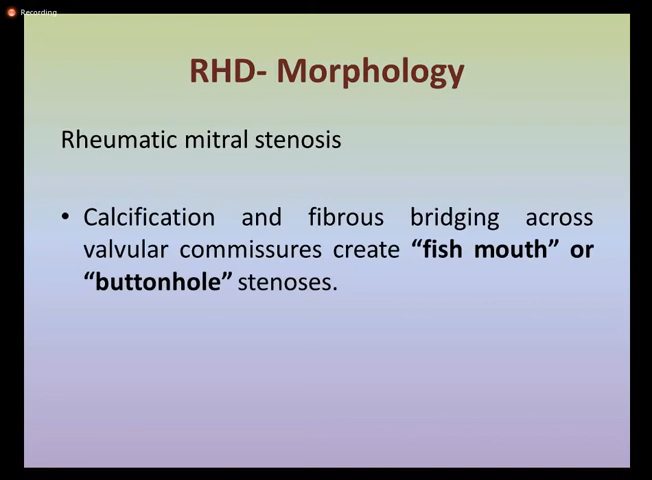 Recording
RHD- Morphology
Rheumatic mitral stenosis
• Calcification and fibrous bridging across
valvular commissures create “fish mouth” or
“buttonhole” stenoses.